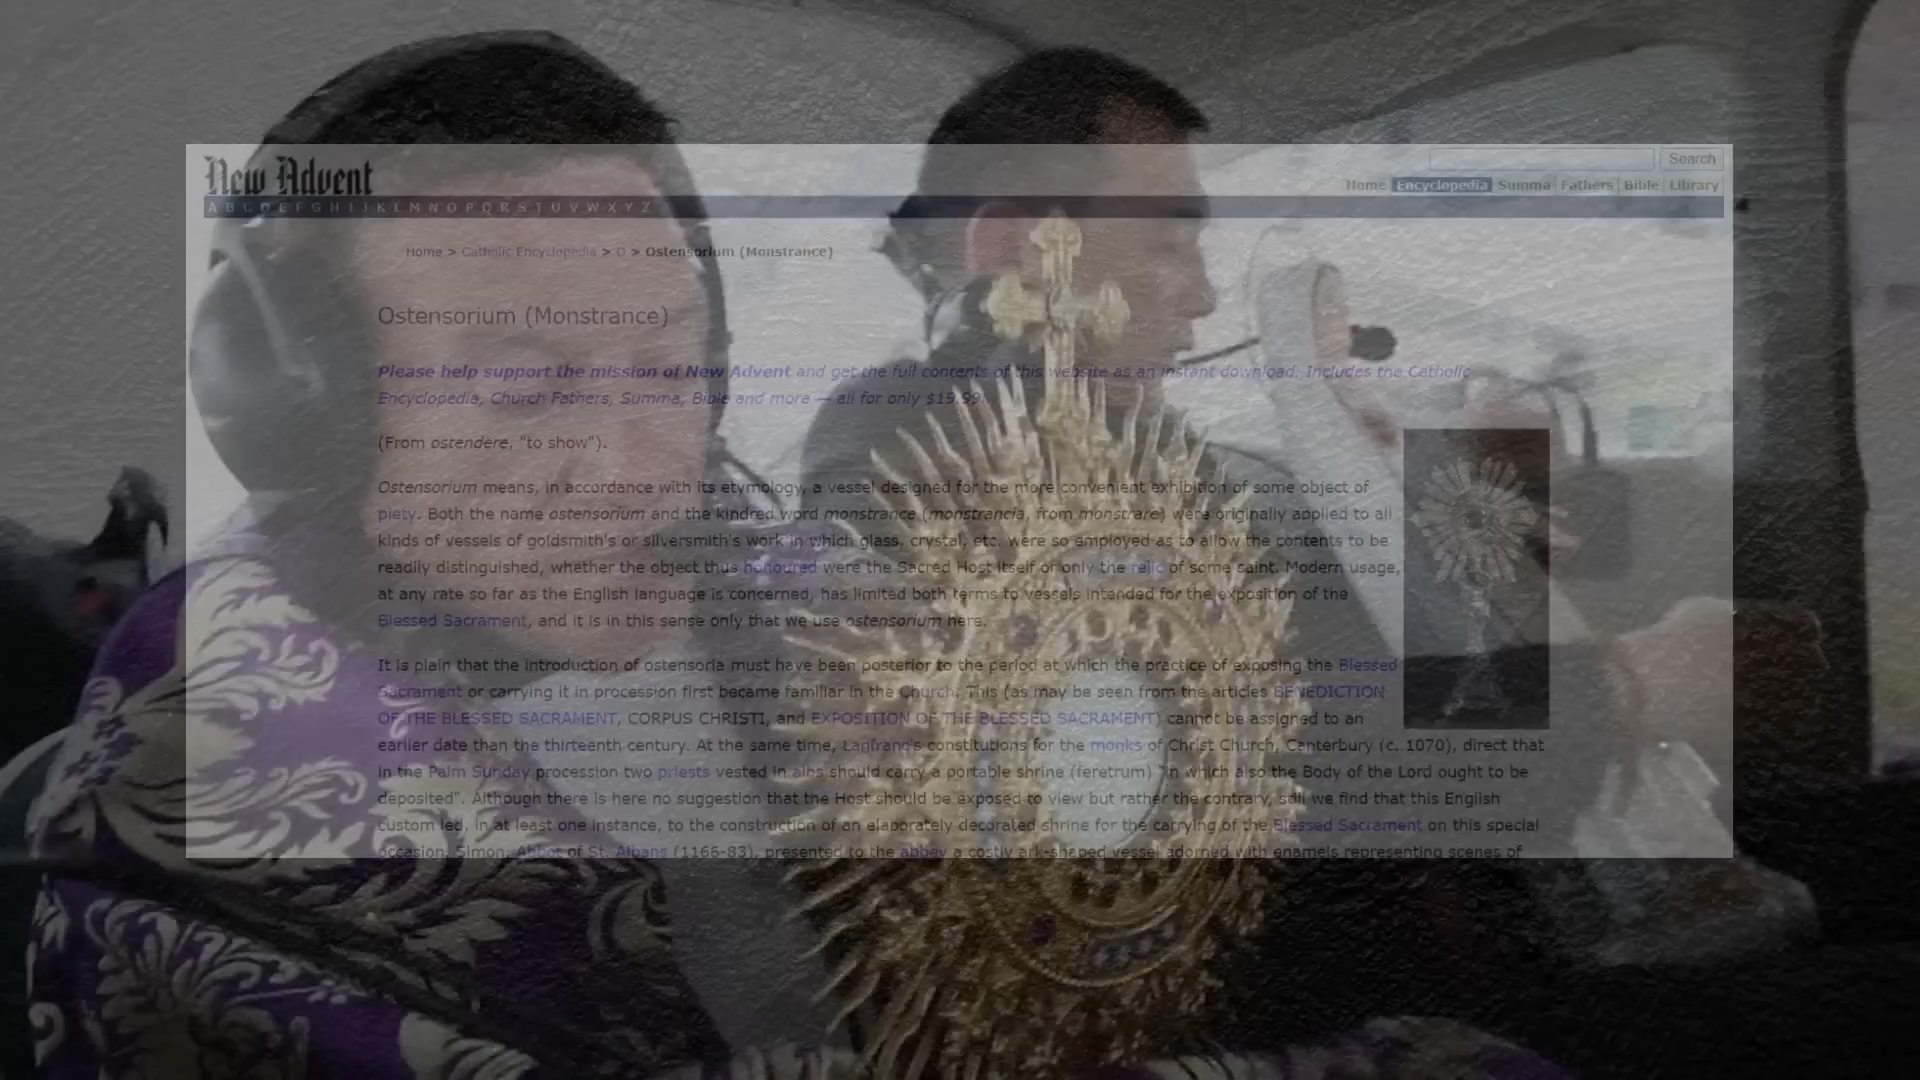 New Advent
Search
Home Encyclopedia Summa Fathers Bible Library
A B C D E F G H I J K L M N O P Q R S T U V W X Y Z
Home > Catholic Encyclopedia > O > Ostensorium (Monstrance)
Ostensorium (Monstrance)
Please help support the mission of New Advent and get the full contents of this website as an instant download. Includes the Catholic
Encyclopedia, Church Fathers, Summa, Bible and more — all for only $19.99...
(From ostendere, "to show").
Ostensorium means, in accordance with its etymology, a vessel designed for the more convenient exhibition of some object of
piety. Both the name ostensorium and the kindred word monstrance (monstrancia, from monstrare) were originally applied to all
kinds of vessels of goldsmith's or silversmith's work in which glass, crystal, etc. were so employed as to allow the contents to be
readily distinguished, whether the object thus honoured were the Sacred Host itself or only the relic of some saint. Modern usage,
at any rate so far as the English language is concerned, has limited both terms to vessels intended for the exposition of the
Blessed Sacrament, and it is in this sense only that we use ostensorium here.
It is plain that the introduction of ostensoria must have been posterior to the period at which the practice of exposing the Blessed
Sacrament or carrying it in procession first became familiar in the Church. This (as may be seen from the articles BENEDICTION
OF THE BLESSED SACRAMENT, CORPUS CHRISTI, and EXPOSITION OF THE BLESSED SACRAMENT) cannot be assigned to an
earlier date than the thirteenth century. At the same time, Lanfranc's constitutions for the monks of Christ Church, Canterbury (c. 1070), direct that
in the Palm Sunday procession two priests vested in albs should carry a portable shrine (feretrum) "in which also the Body of the Lord ought to be
deposited". Although there is here no suggestion that the Host should be exposed to view but rather the contrary, still we find that this English
custom led, in at least one instance, to the construction of an elaborately decorated shrine for the carrying of the Blessed Sacrament on this special
occasion. Simon, Abbot of St. Albans (1166-83), presented to the abbey a costly ark-shaped vessel adorned with enamels representing scenes of